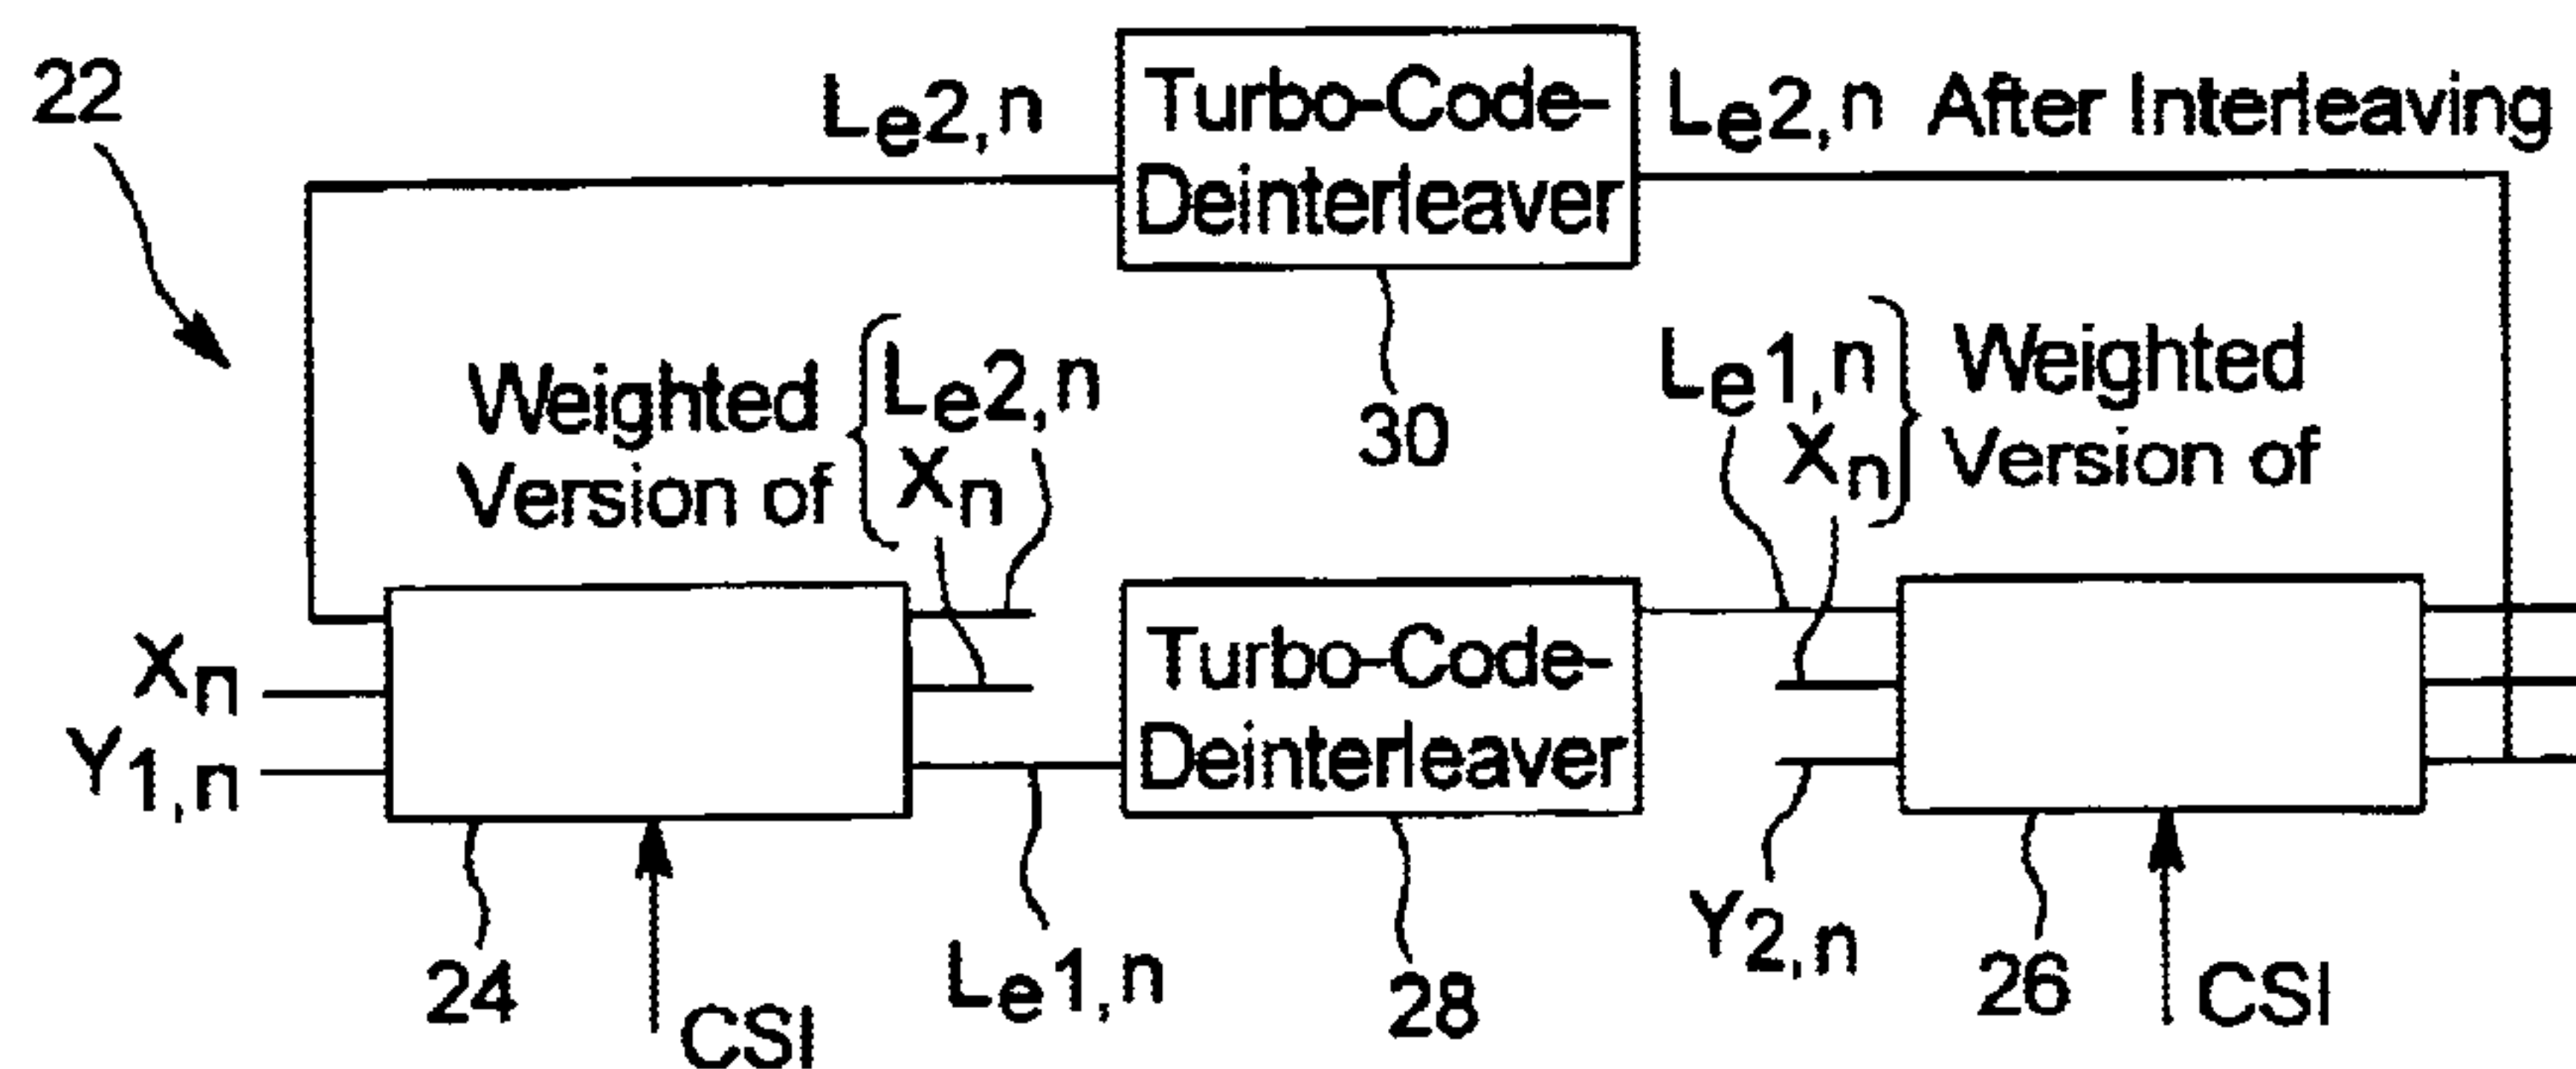 22
Le2,n
Turbo-Code-
Deinterleaver
Le2,n After Interleaving
30
Weighted
Version of
Le2,n
Xn
Le1,n
Xn
Weighted
Version of
Xn
Y1,n
Turbo-Code-
Deinterleaver
24
CSI
Le1,n
28
Y2,n
26
CSI